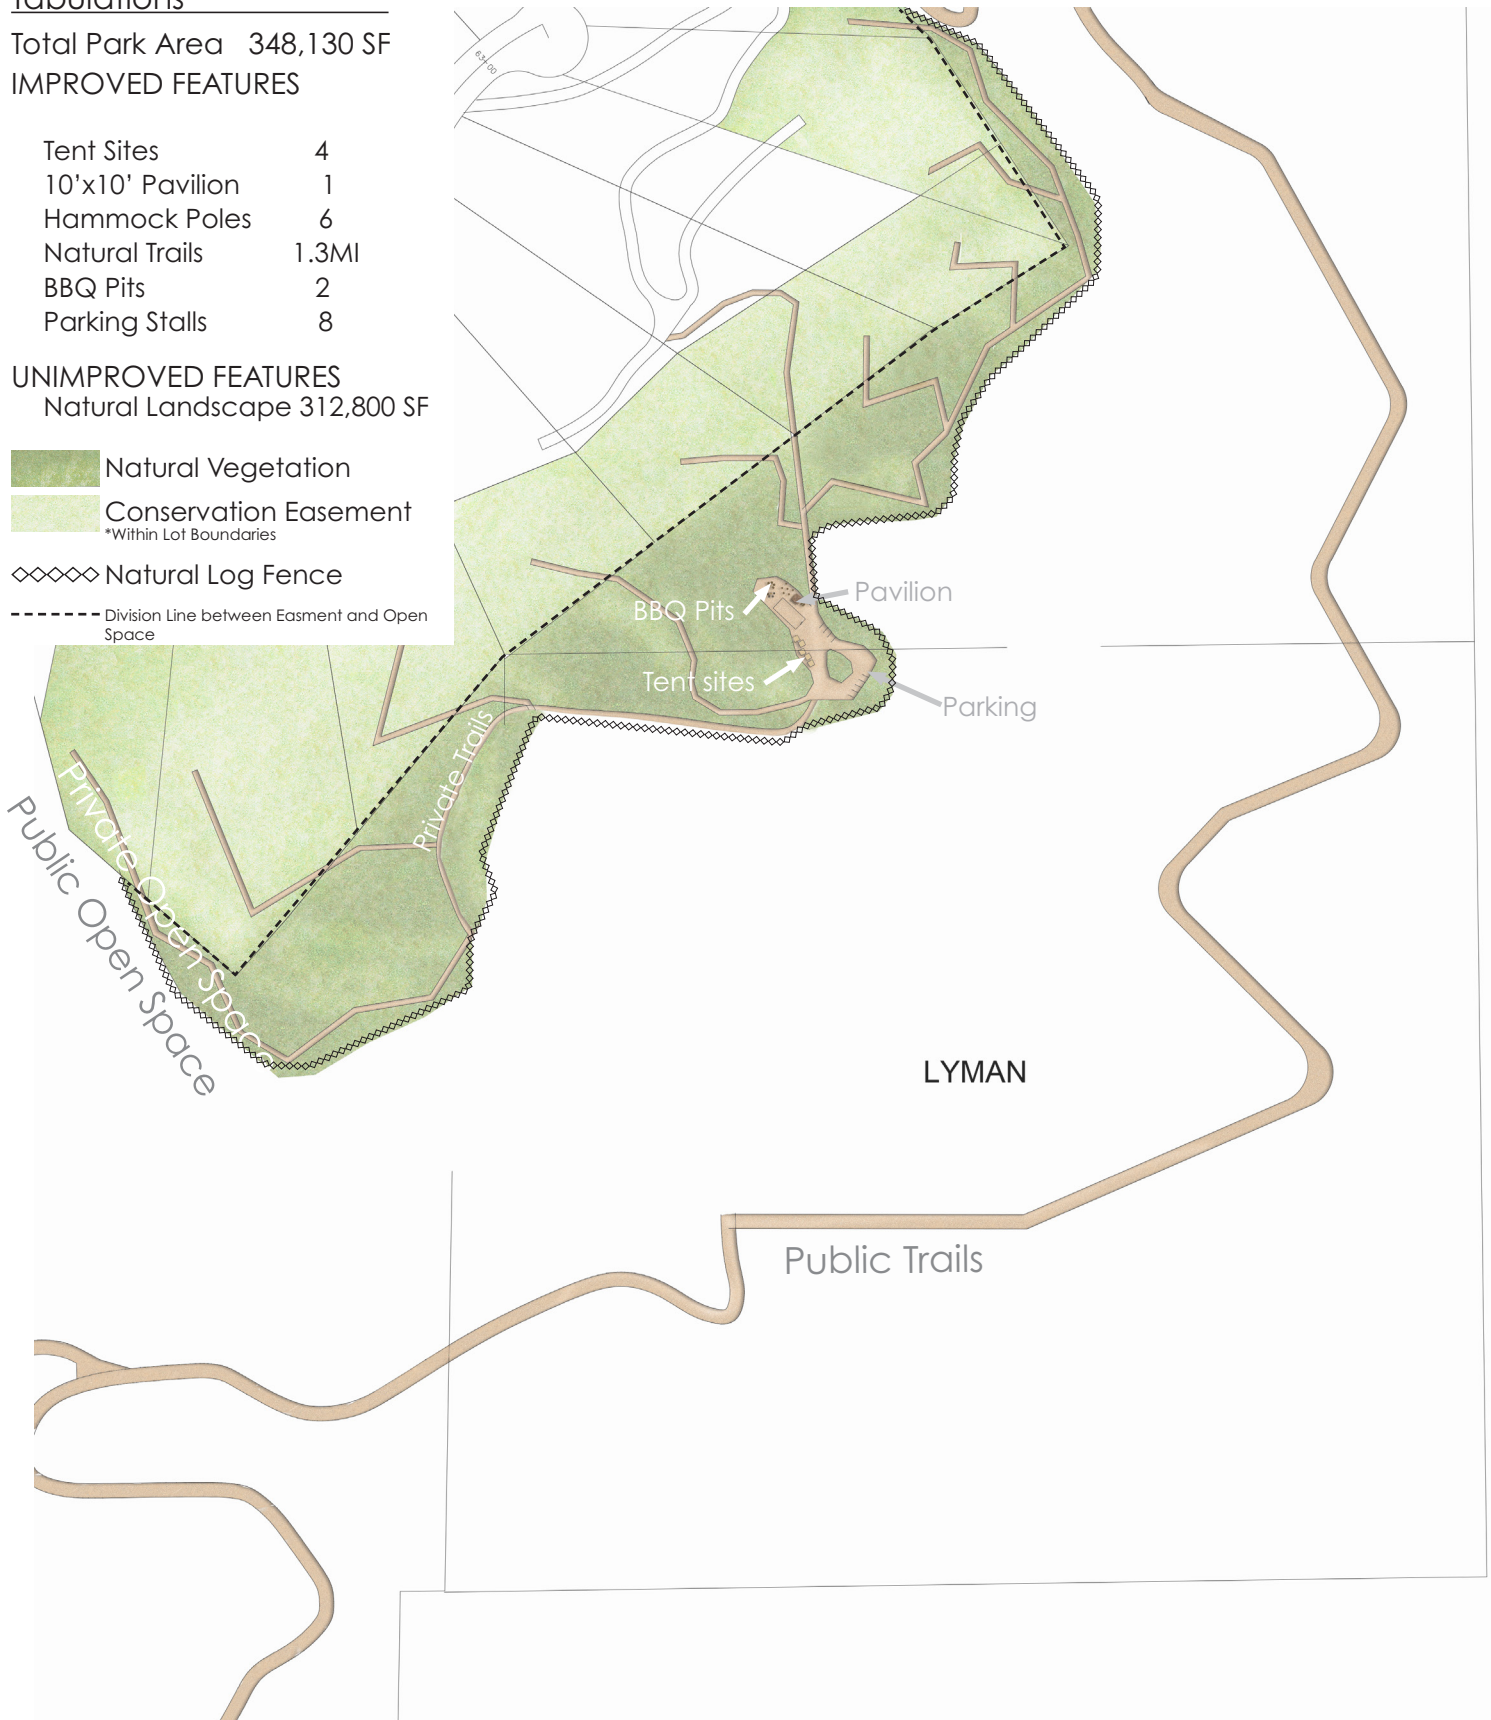 Tabulations
Total Park Area 348,130 SF
IMPROVED FEATURES
Tent Sites 4
10’x10’ Pavilion 1
Hammock Poles 6
Natural Trails 1.3MI
BBQ Pits 2
Parking Stalls 8
UNIMPROVED FEATURES
Natural Landscape 312,800 SF
Natural Vegetation
Conservation Easement
*Within Lot Boundaries
Natural Log Fence
Division Line between Easment and Open
Space
BBQ Pits
Pavilion
Tent sites
Parking
Private Trails
Private Open Space
Public Open Space
LYMAN
Public Trails